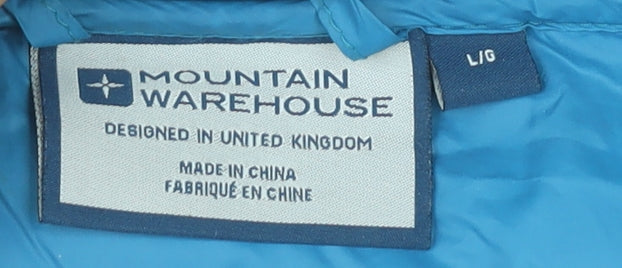 MOUNTAIN
WAREHOUSE
DESIGNED IN UNITED KINGDOM
MADE IN CHINA
FABRIQUÉ EN CHINE
L/G